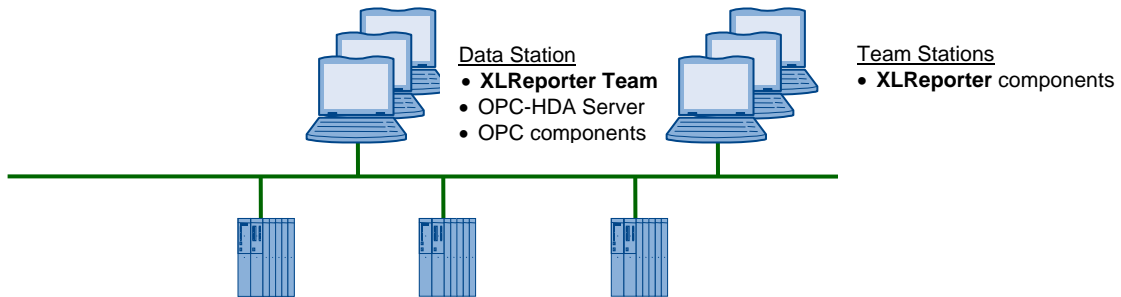 Data Station
• XLReporter Team
• OPC-HDA Server
• OPC components
Team Stations
• XLReporter components